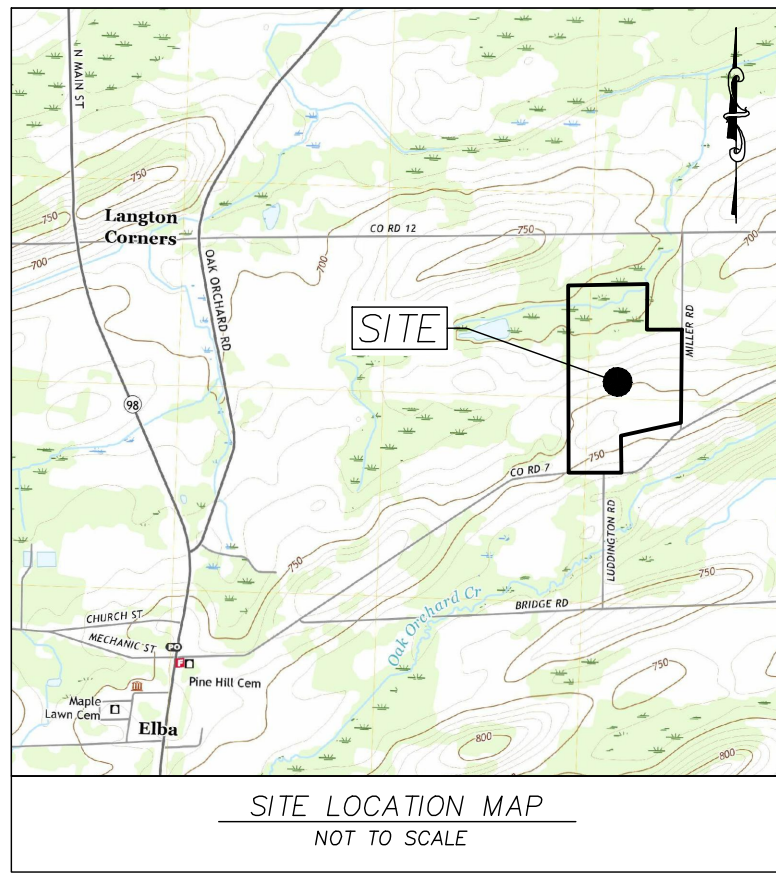 N MAIN ST
750
750
Langton
Corners
700
OAK ORCHARD RD
CO RD 12
750
700
700
SITE
MILLER RD
98
CO RD 7
750
750
LUDDINGTON RD
750
Oak Orchard Cr
BRIDGE RD
CHURCH ST
MECHANIC ST
PO
F
Pine Hill Cem
Maple
Lawn Cem
Elba
750
800
800
SITE LOCATION MAP
NOT TO SCALE